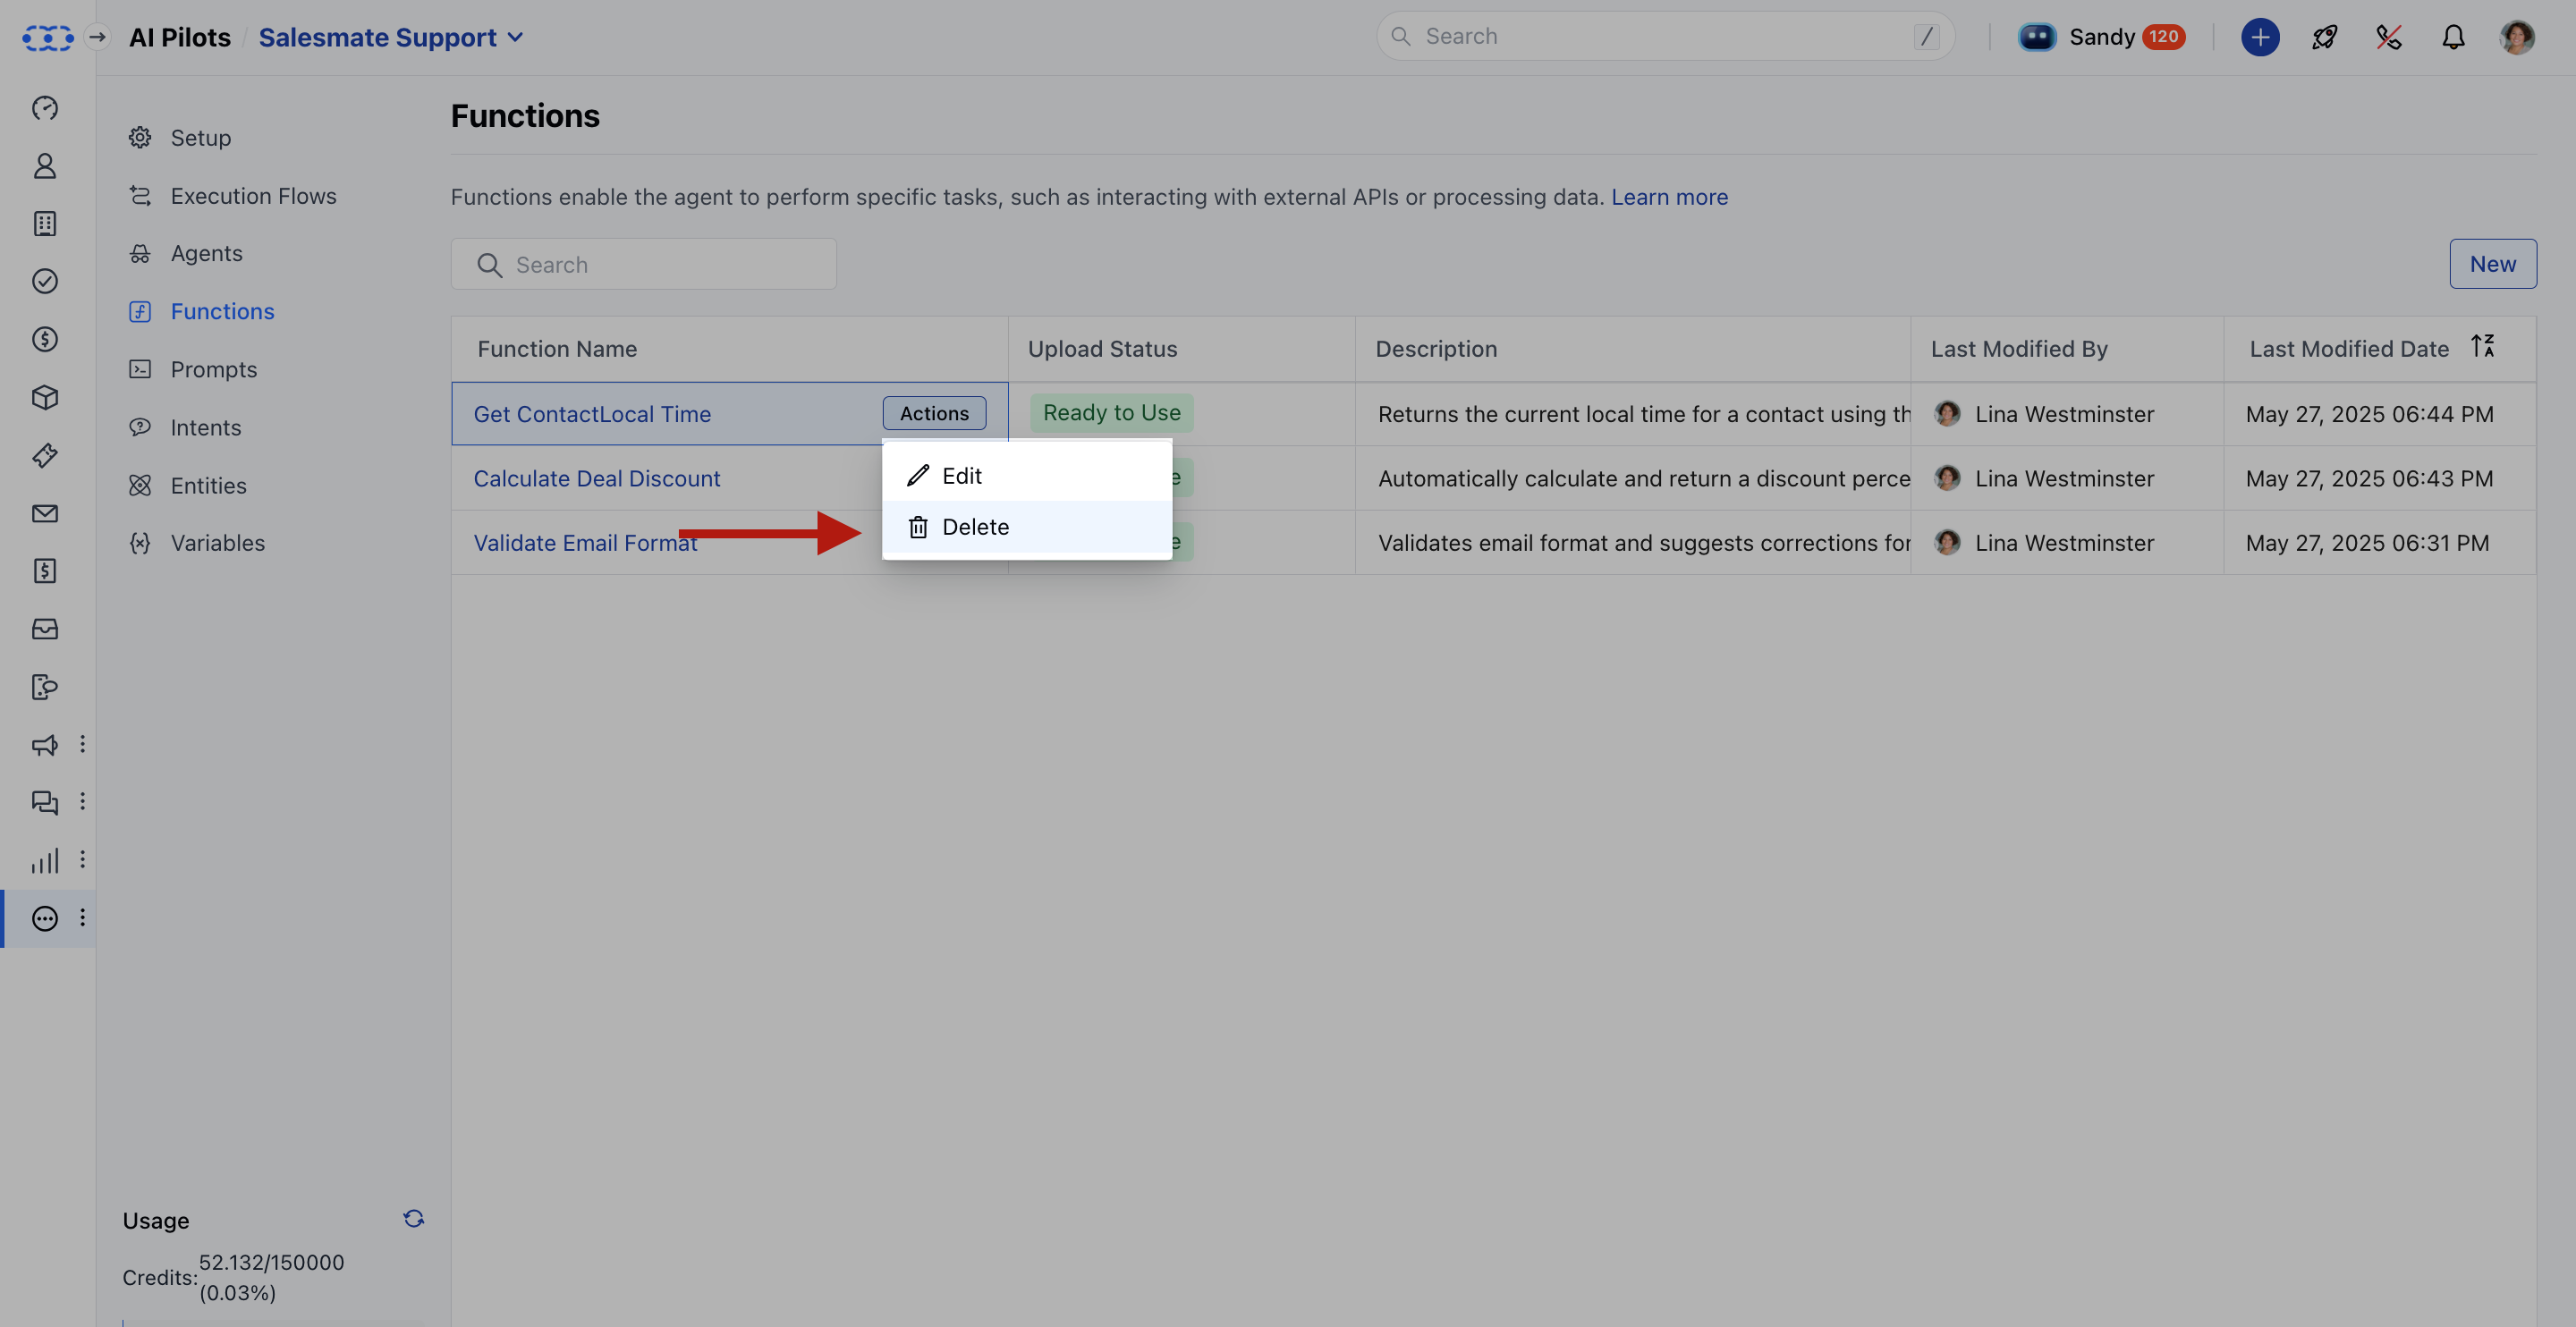 AI Pilots / Salesmate Support
Search /
Sandy 120
Setup
Execution Flows
Agents
Functions
Prompts
Intents
Entities
Variables
Functions
Functions enable the agent to perform specific tasks, such as interacting with external APIs or processing data. Learn more
Search
New
Function Name Upload Status Description Last Modified By Last Modified Date
Get ContactLocal Time Actions Ready to Use Returns the current local time for a contact using th Lina Westminster May 27, 2025 06:44 PM
Calculate Deal Discount e Automatically calculate and return a discount perce Lina Westminster May 27, 2025 06:43 PM
Validate Email Format e Validates email format and suggests corrections for Lina Westminster May 27, 2025 06:31 PM
Edit
Delete
Usage
Credits: 52.132/150000
(0.03%)